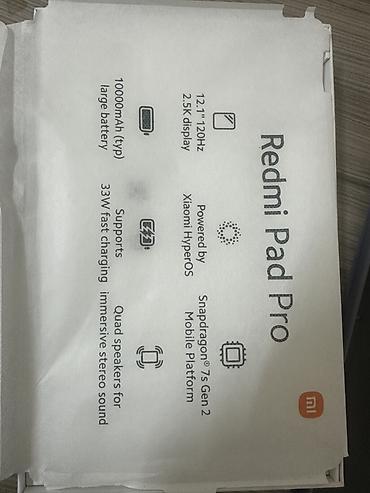 Redmi Pad Pro
mi
12.1" 120Hz
2.5K display
Powered by
Xiaomi HyperOS
Snapdragon® 7s Gen 2
Mobile Platform
10000mAh (typ)
large battery
Supports
33W fast charging
Quad speakers for
immersive stereo sound